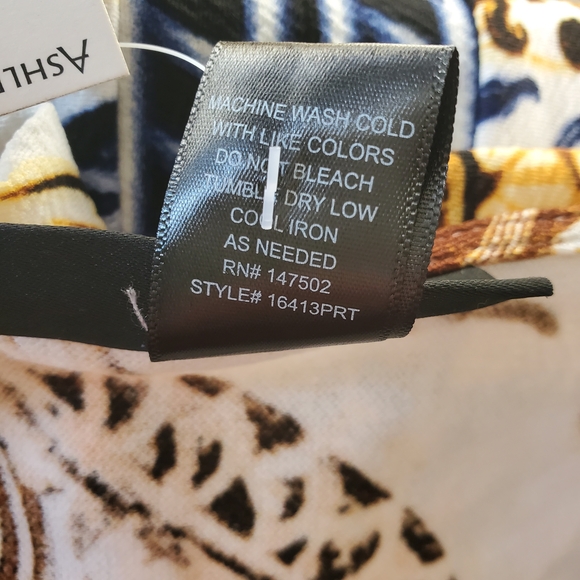 ASHL
MACHINE WASH COLD
WITH LIKE COLORS
DO NOT BLEACH
TUMBLE DRY LOW
COOL IRON
AS NEEDED
RN# 147502
STYLE# 16413PRT